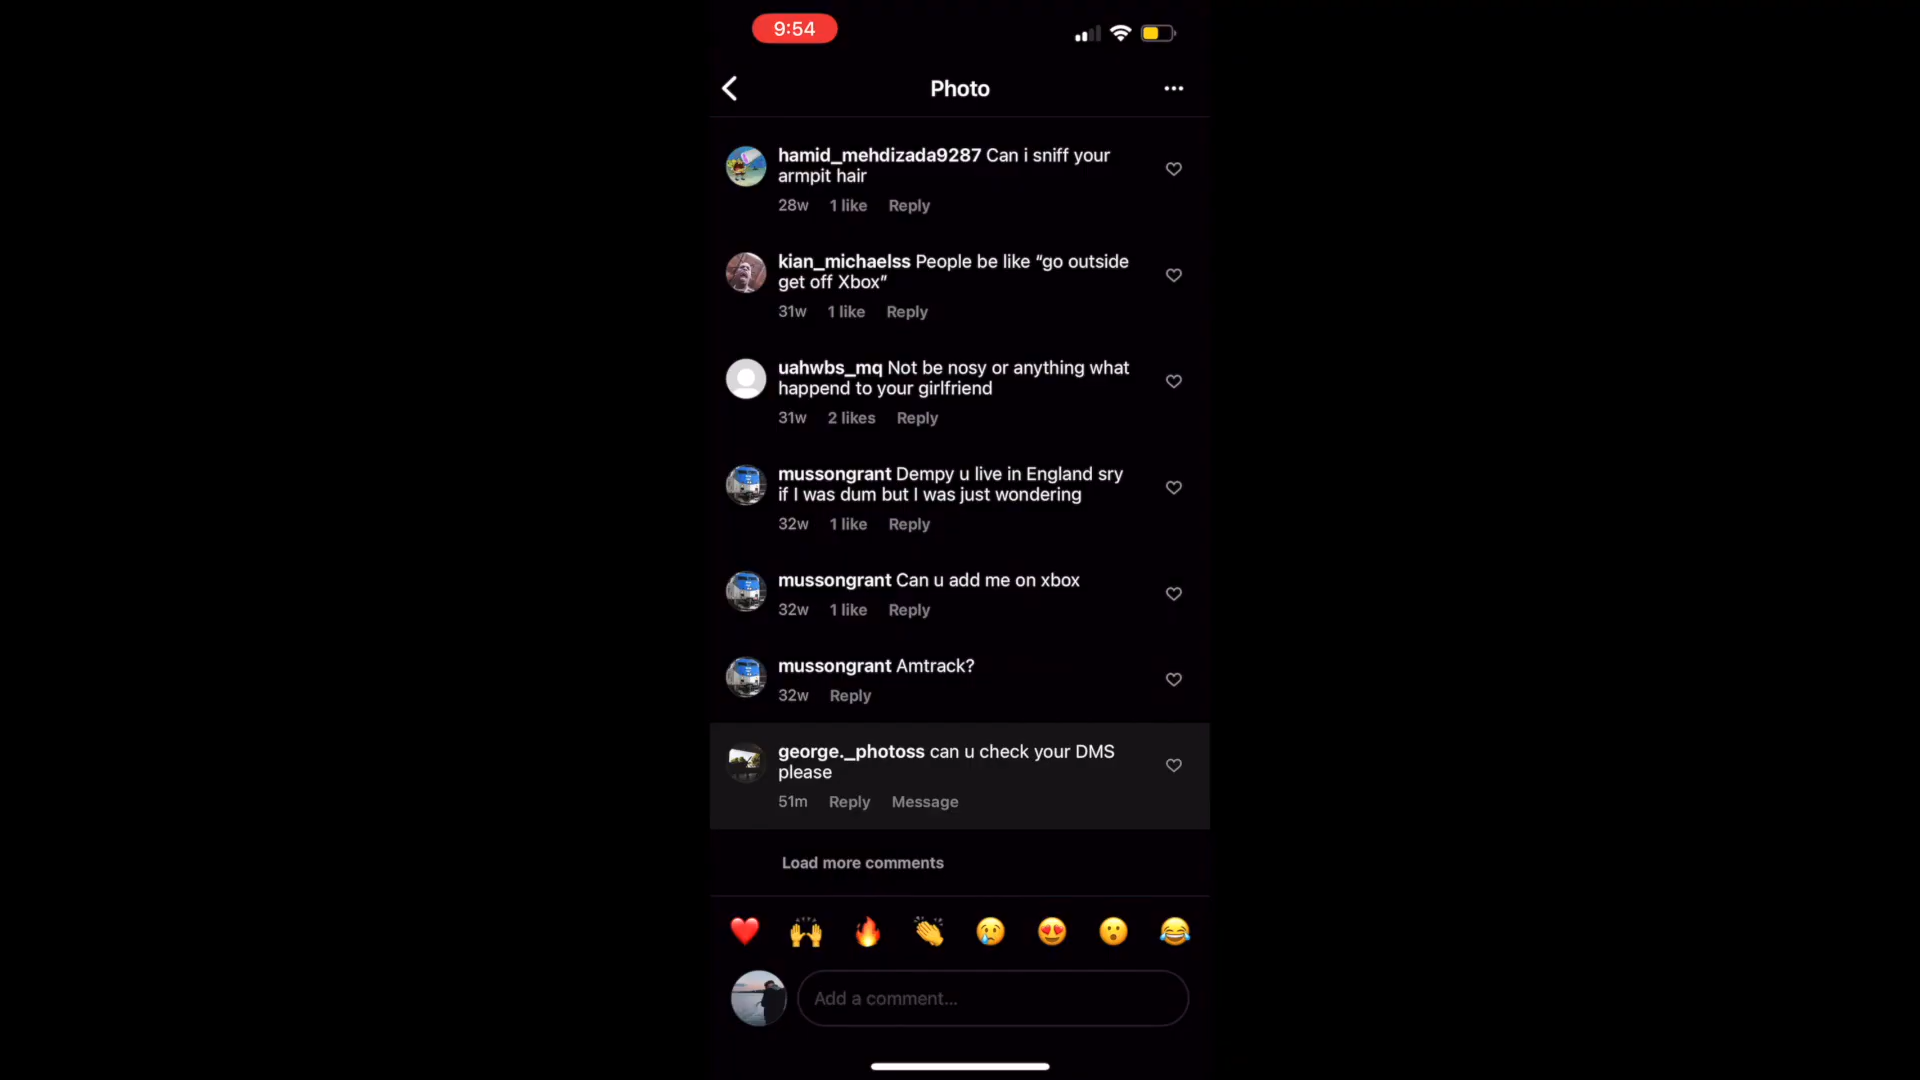 9:54
Photo
hamid_mehdizada9287 Can i sniff your
armpit hair
28w 1 like Reply
kian_michaelss People be like “go outside
get off Xbox”
31w 1 like Reply
uahwbs_mq Not be nosy or anything what
happend to your girlfriend
31w 2 likes Reply
mussongrant Dempy u live in England sry
if I was dum but I was just wondering
32w 1 like Reply
mussongrant Can u add me on xbox
32w 1 like Reply
mussongrant Amtrack?
32w Reply
george._photoss can u check your DMS
please
51m Reply Message
Load more comments
Add a comment...